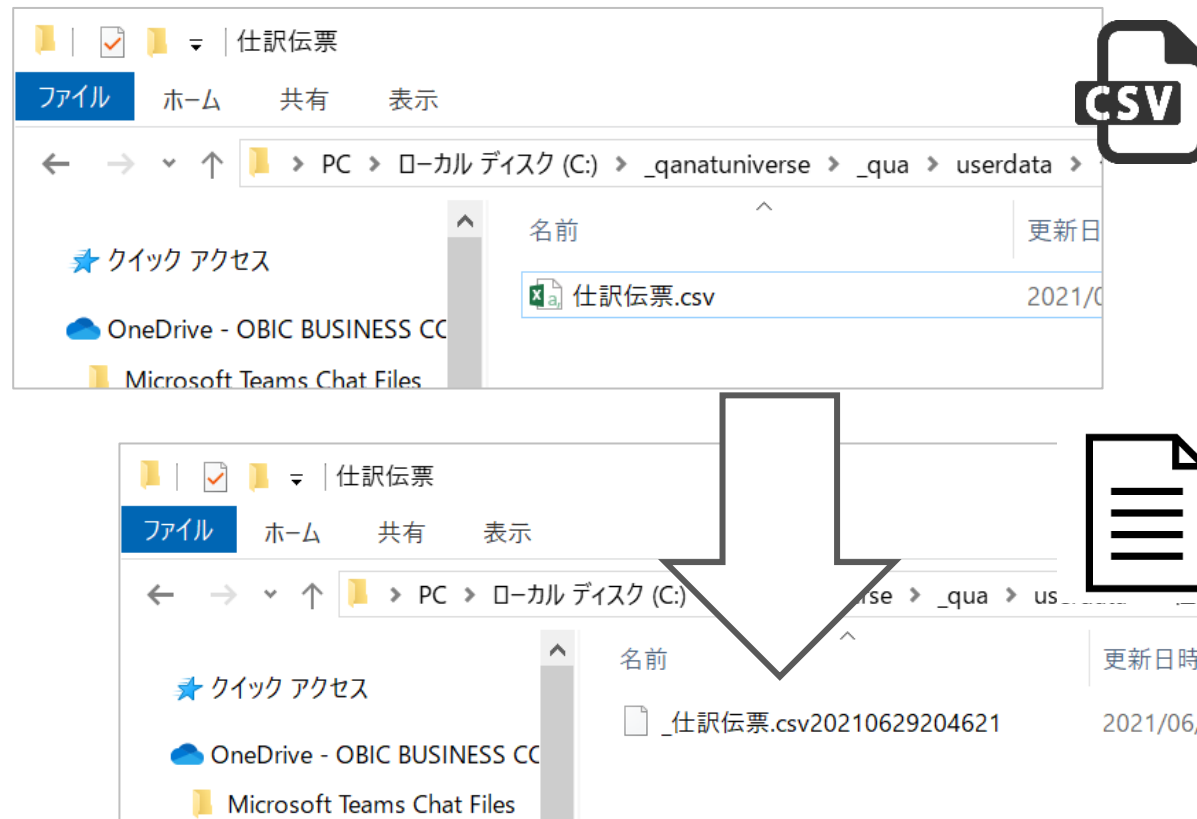 仕訳伝票
CSV
ファイル ホーム 共有 表示
PC ローカル ディスク (C:) _qanatuniverse _qua userdata
名前 更新日
クイック アクセス
仕訳伝票.csv 2021/0
OneDrive - OBIC BUSINESS CC
Microsoft Teams Chat Files
仕訳伝票
ファイル ホーム 共有 表示
PC ローカル ディスク (C:) rse _qua
名前 更新日時
クイック アクセス
_仕訳伝票.csv20210629204621 2021/06/
OneDrive - OBIC BUSINESS CC
Microsoft Teams Chat Files